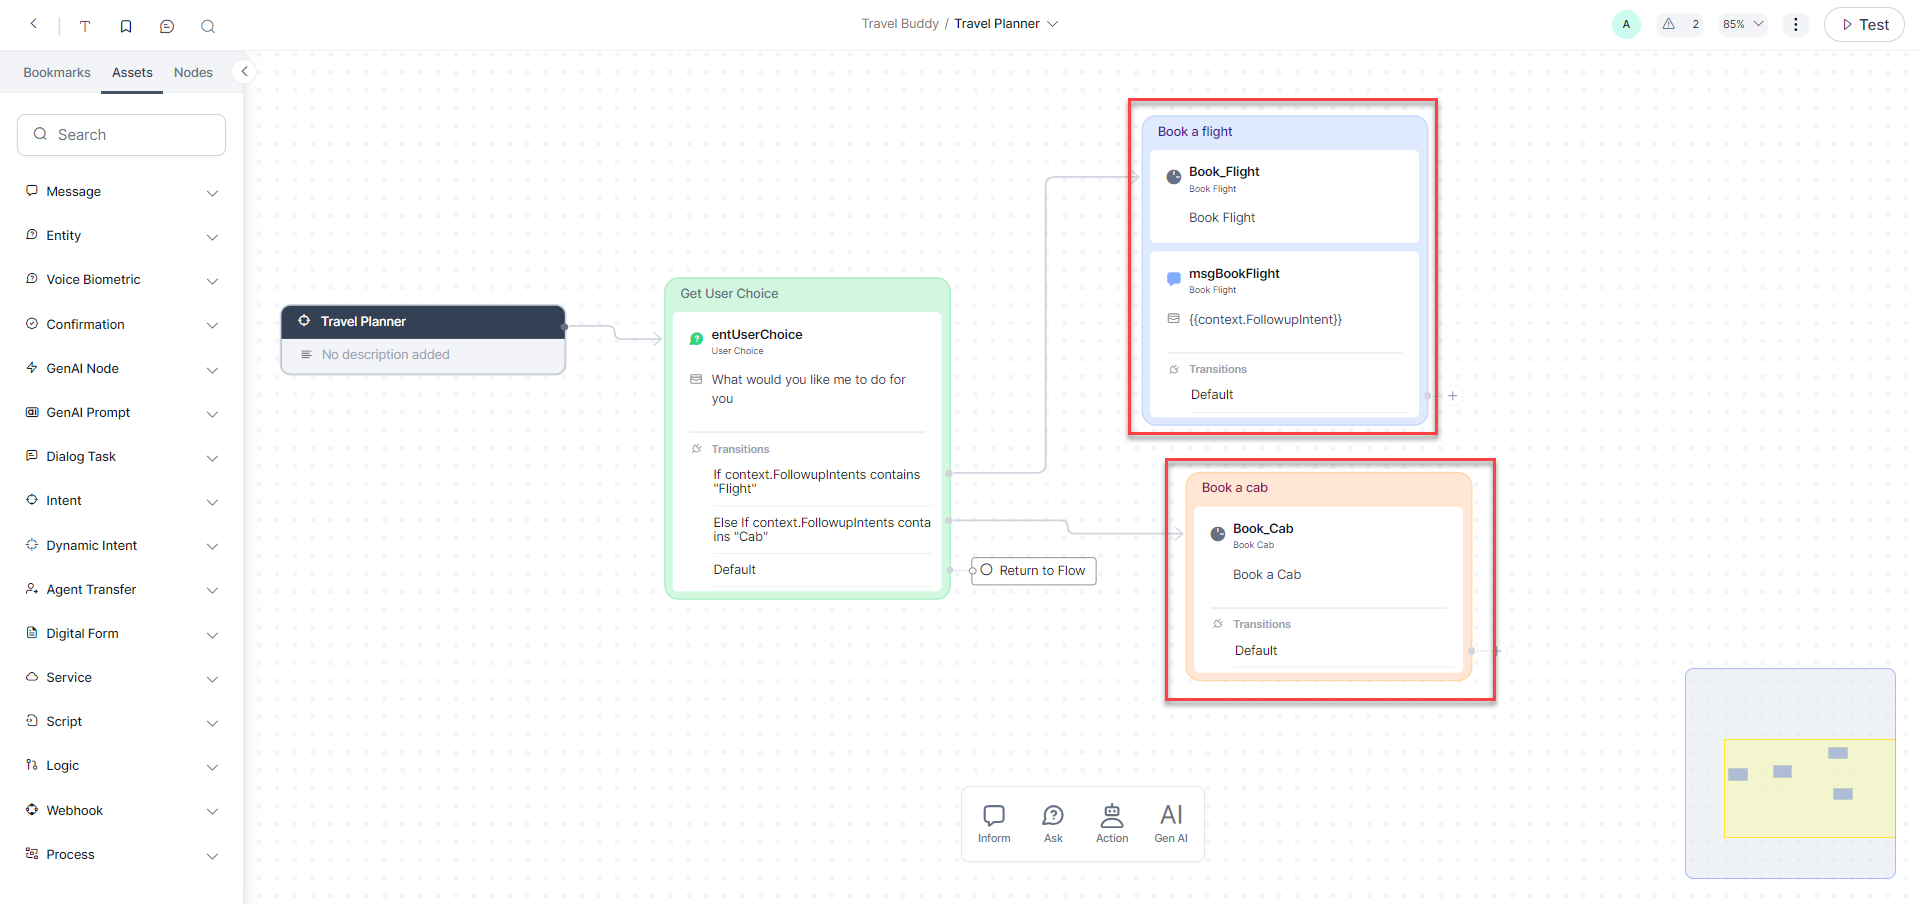 Travel Buddy / Travel Planner
A
2
85%
Test
Bookmarks Assets Nodes
Search
Message
Entity
Voice Biometric
Confirmation
GenAI Node
GenAI Prompt
Dialog Task
Intent
Dynamic Intent
Agent Transfer
Digital Form
Service
Script
Logic
Webhook
Process
Travel Planner
No description added
Get User Choice
entUserChoice
User Choice
What would you like me to do for
you
Transitions
If context.FollowupIntents contains
"Flight"
Else If context.FollowupIntents conta
ins "Cab"
Default
Return to Flow
Book a flight
Book_Flight
Book Flight
Book Flight
msgBookFlight
Book Flight
{{context.FollowupIntent}}
Transitions
Default
Book a cab
Book_Cab
Book Cab
Book a Cab
Transitions
Default
Inform
Ask
Action
AI
Gen AI